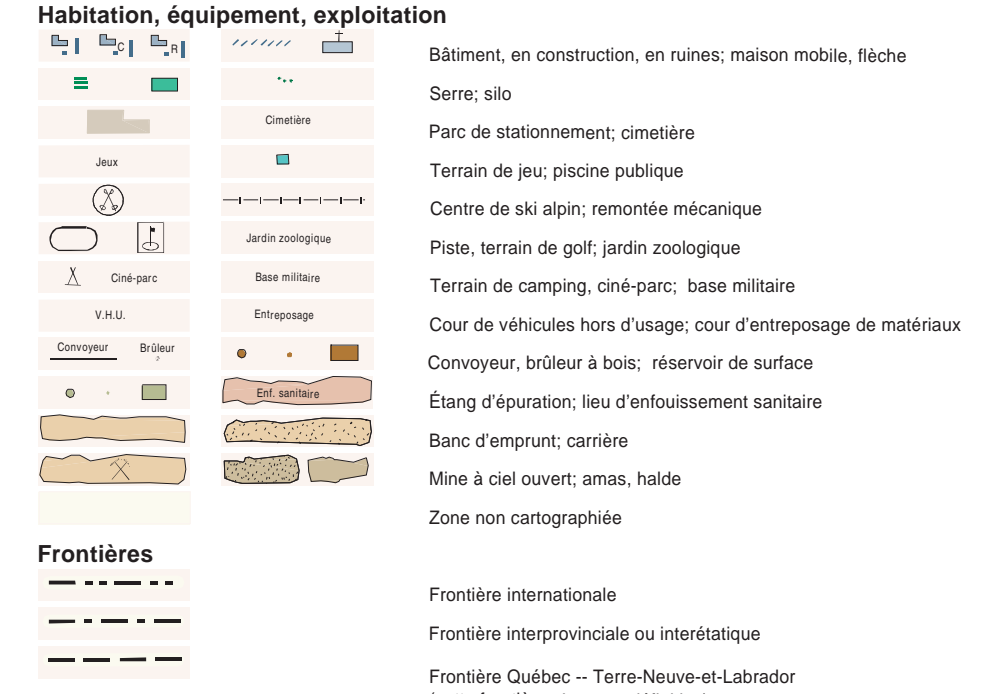 Habitation, équipement, exploitation
C R Bâtiment, en construction, en ruines; maison mobile, flèche
Serre; silo
Cimetière Parc de stationnement; cimetière
Jeux Terrain de jeu; piscine publique
Centre de ski alpin; remontée mécanique
Jardin zoologique Piste, terrain de golf; jardin zoologique
Ciné-parc Base militaire Terrain de camping, ciné-parc; base militaire
V.H.U. Entreposage Cour de véhicules hors d'usage; cour d'entreposage de matériaux
Convoyeur Brûleur Convoyeur, brûleur à bois; réservoir de surface
Enf. sanitaire Étang d'épuration; lieu d'enfouissement sanitaire
Banc d'emprunt; carrière
Mine à ciel ouvert; amas, halde
Zone non cartographiée
Frontières
Frontière internationale
Frontière interprovinciale ou interétatique
Frontière Québec -- Terre-Neuve-et-Labrador